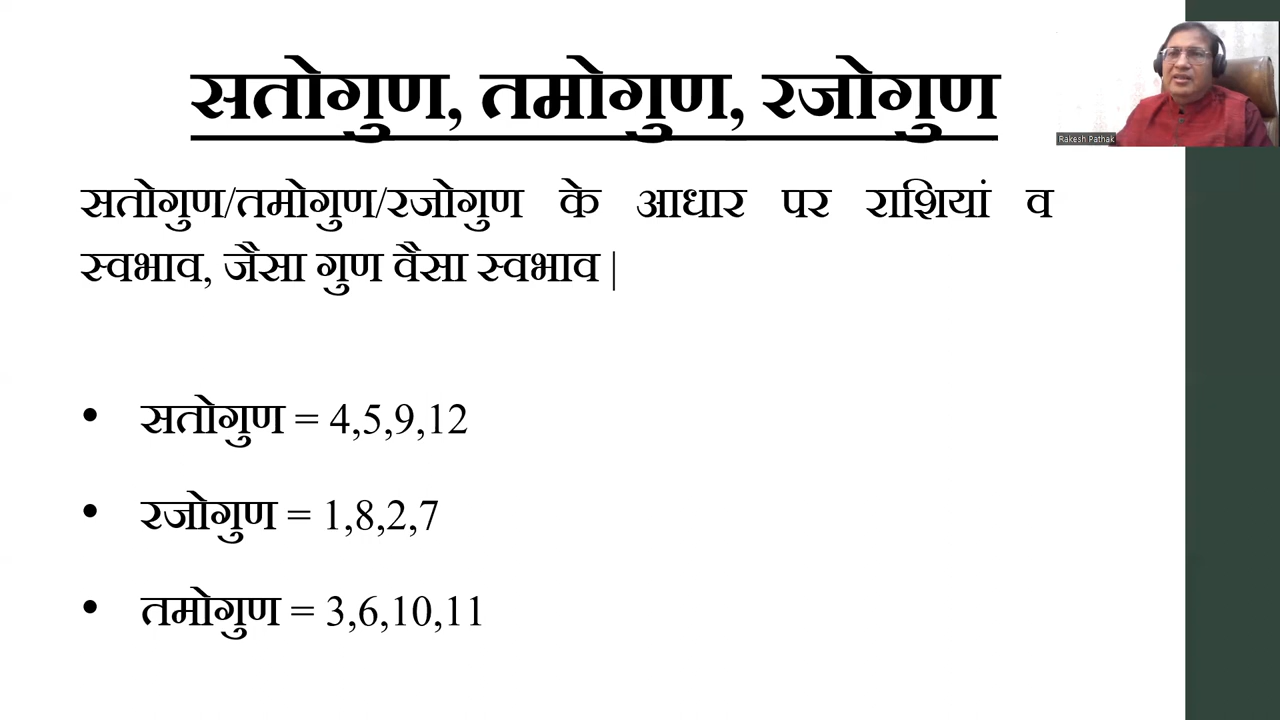 सतोगुण, तमोगुण, रजोगुण
Rakesh Pathak
सतोगुण/तमोगुण/रजोगुण के आधार पर राशियां व
स्वभाव, जैसा गुण वैसा स्वभाव |
• सतोगुण = 4,5,9,12
• रजोगुण = 1,8,2,7
• तमोगुण = 3,6,10,11